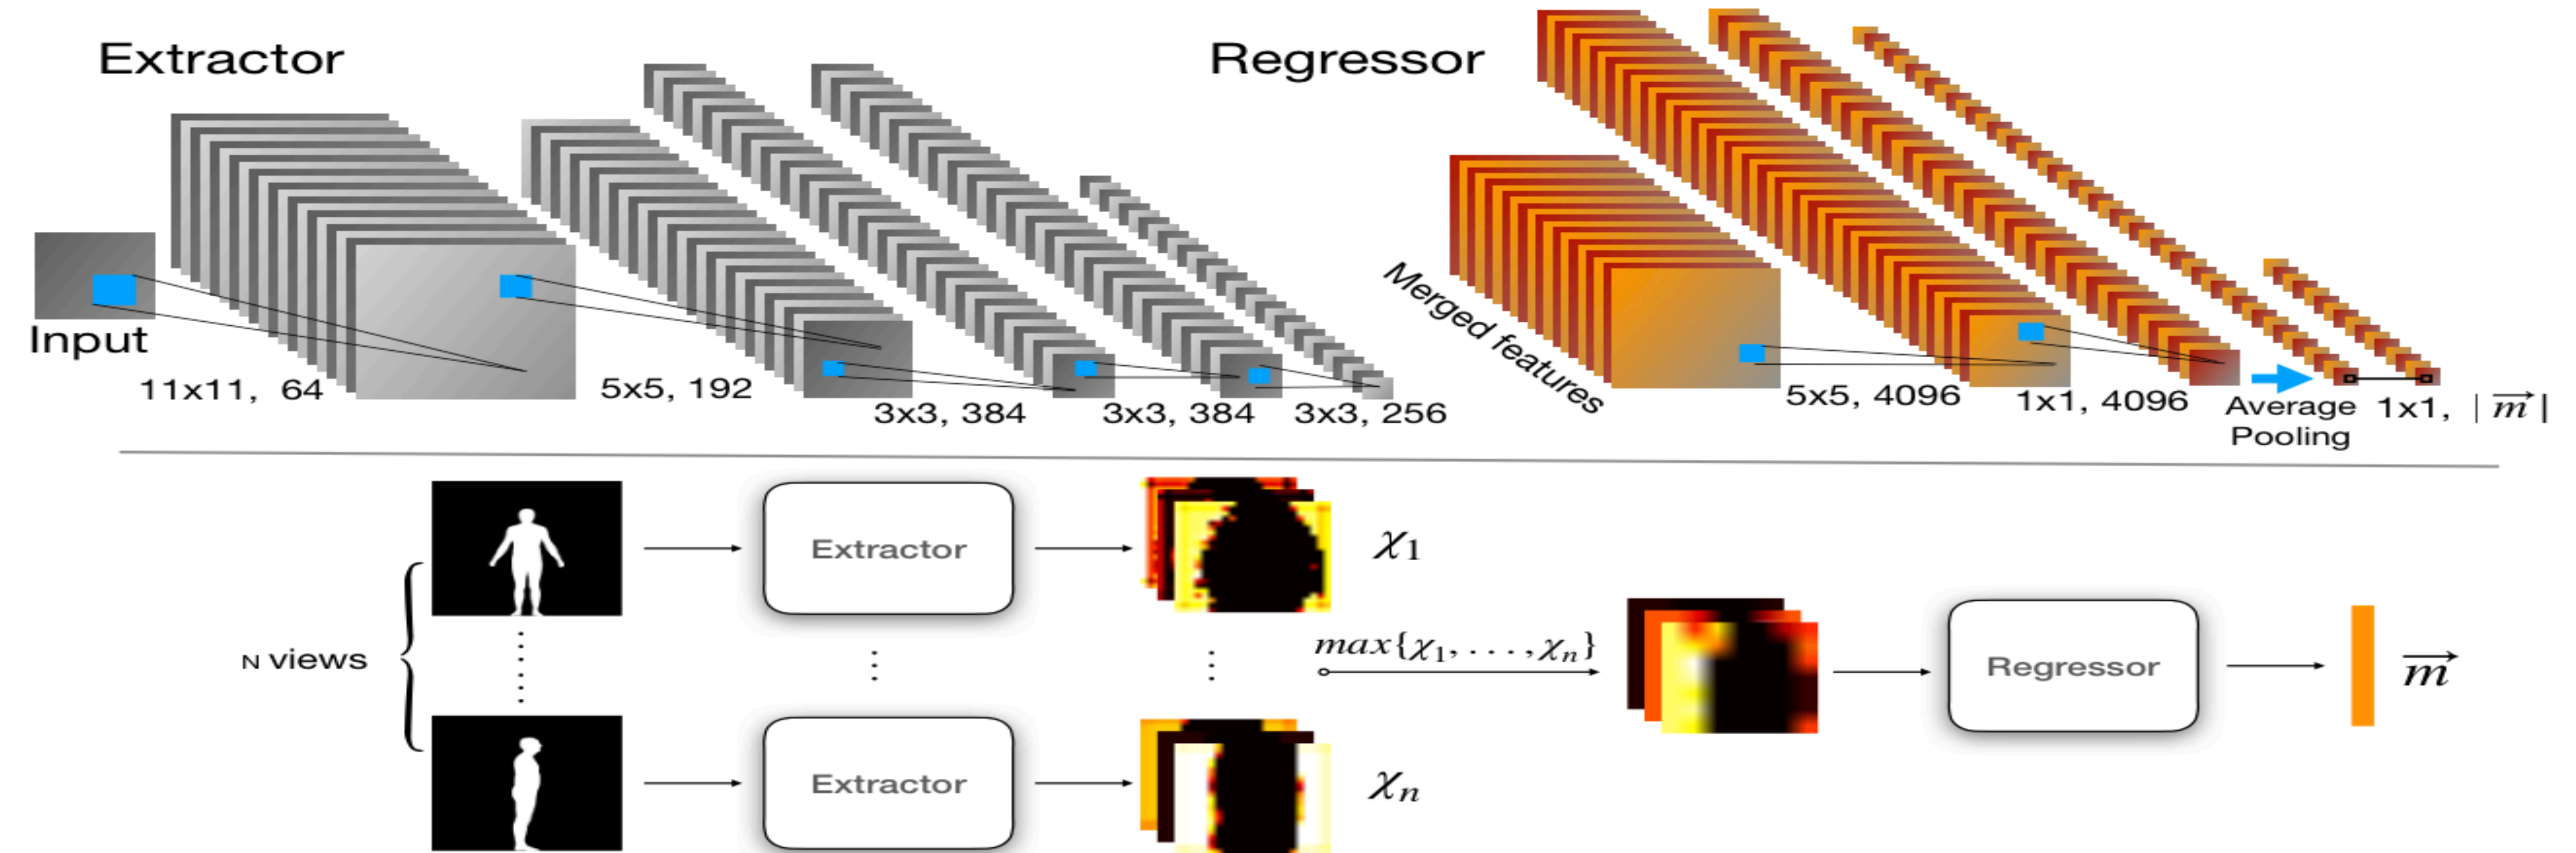 Extractor
Input
11x11, 64
5x5, 192
3x3, 384
3x3, 384
3x3, 256
Regressor
Merged features
5x5, 4096
1x1, 4096
Average
Pooling
1x1, | m⃗ |
N views
Extractor
χ₁
max{χ₁, . . . , χₙ}
Regressor
m⃗
Extractor
χₙ